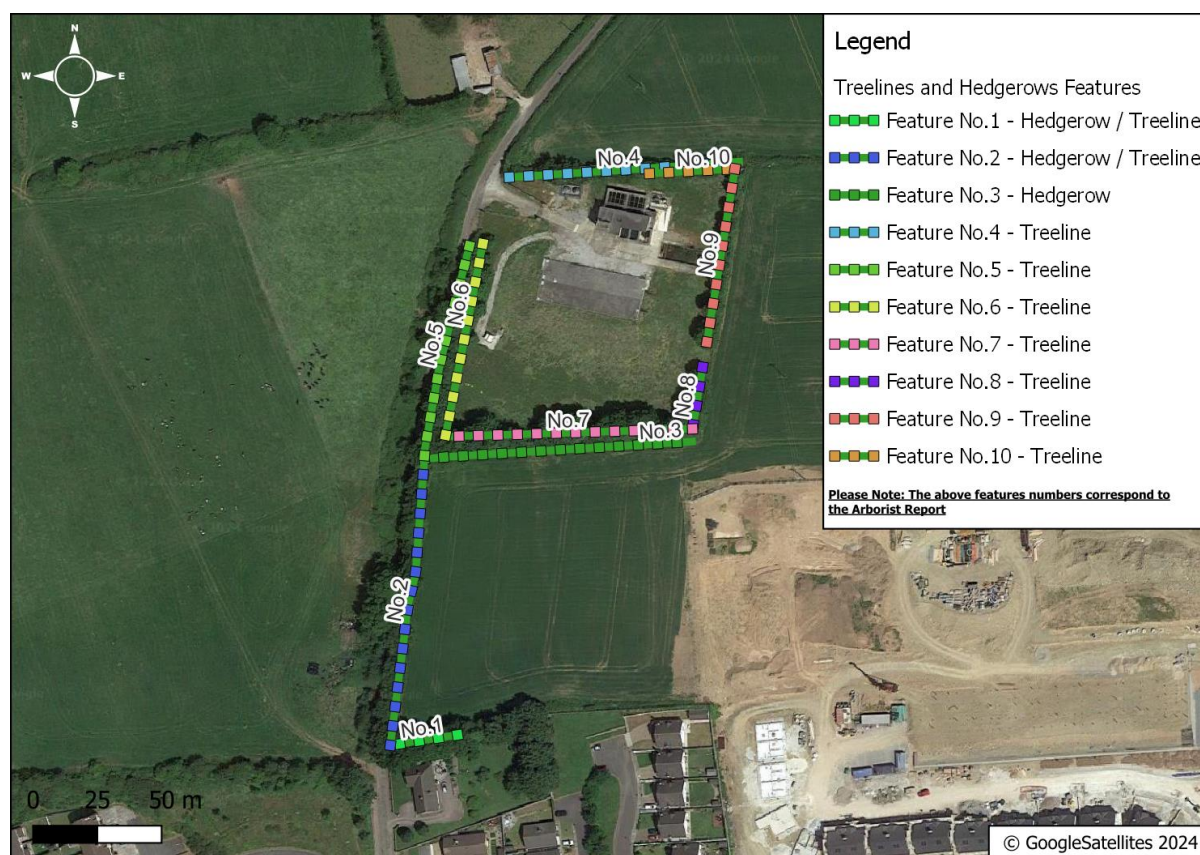 N
W
E
S
Legend
Treelines and Hedgerows Features
Feature No.1 - Hedgerow / Treeline
Feature No.2 - Hedgerow / Treeline
Feature No.3 - Hedgerow
Feature No.4 - Treeline
Feature No.5 - Treeline
Feature No.6 - Treeline
Feature No.7 - Treeline
Feature No.8 - Treeline
Feature No.9 - Treeline
Feature No.10 - Treeline
Please Note: The above features numbers correspond to
the Arborist Report
No.4
No.10
No.9
No.6
No.5
No.8
No.7
No.3
No.2
No.1
0 25 50 m
© GoogleSatellites 2024